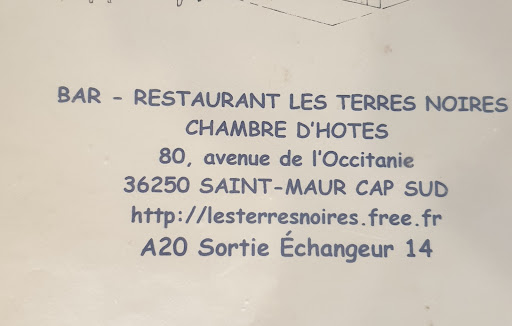 BAR - RESTAURANT LES TERRES NOIRES
CHAMBRE D'HOTES
80, avenue de l'Occitanie
36250 SAINT-MAUR CAP SUD
http://lesterresnoires.free.fr
A20 Sortie Échangeur 14